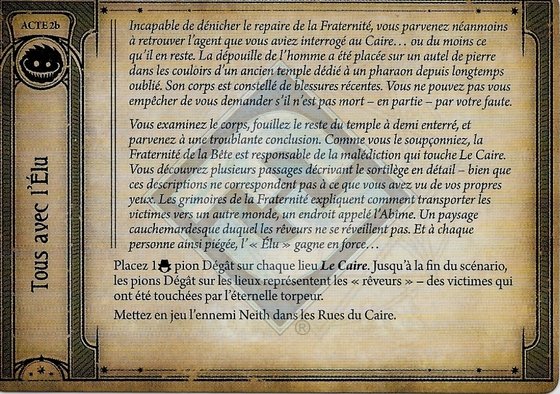 ACTE 2b
Tous avec l'Élu
Incapable de dénicher le repaire de la Fraternité, vous parvenez néanmoins
à retrouver l'agent que vous aviez interrogé au Caire… ou du moins ce
qu'il en reste. La dépouille de l'homme a été placée sur un autel de pierre
dans les couloirs d'un ancien temple dédié à un pharaon depuis longtemps
oublié. Son corps est constellé de blessures récentes. Vous ne pouvez pas vous
empêcher de vous demander s'il n'est pas mort – en partie – par votre faute.
Vous examinez le corps, fouillez le reste du temple à demi enterré, et
parvenez à une troublante conclusion. Comme vous le soupçonniez, la
Fraternité de la Bête est responsable de la malédiction qui touche Le Caire.
Vous découvrez plusieurs passages décrivant le sortilège en détail – bien que
ces descriptions ne correspondent pas à ce que vous avez vu de vos propres
yeux. Les grimoires de la Fraternité expliquent comment transporter les
victimes vers un autre monde, un endroit appelé l'Abime. Un paysage
cauchemardesque duquel les rêveurs ne se réveillent pas. Et à chaque
personne ainsi piégée, l'« Élu » gagne en force…
Placez 1 pion Dégât sur chaque lieu Le Caire. Jusqu'à la fin du scénario,
les pions Dégât sur les lieux représentent les « rêveurs » – des victimes qui
ont été touchées par l'éternelle torpeur.
Mettez en jeu l'ennemi Neith dans les Rues du Caire.
®